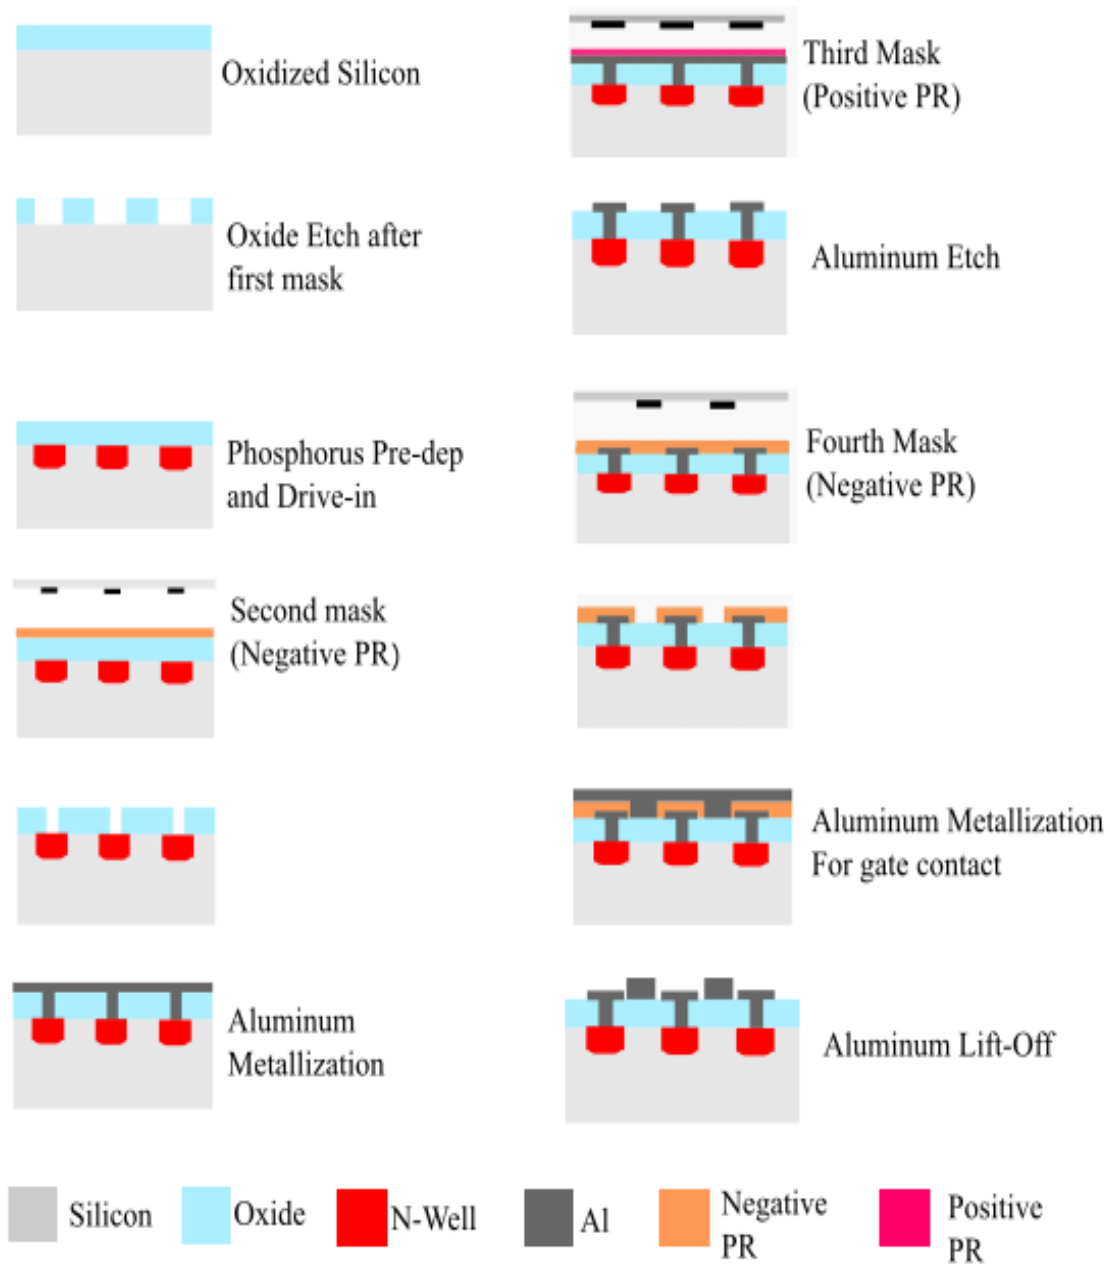 Oxidized Silicon
Oxide Etch after
first mask
Phosphorus Pre-dep
and Drive-in
Second mask
(Negative PR)
Aluminum
Metallization
Third Mask
(Positive PR)
Aluminum Etch
Fourth Mask
(Negative PR)
Aluminum Metallization
For gate contact
Aluminum Lift-Off
Silicon
Oxide
N-Well
Al
Negative
PR
Positive
PR